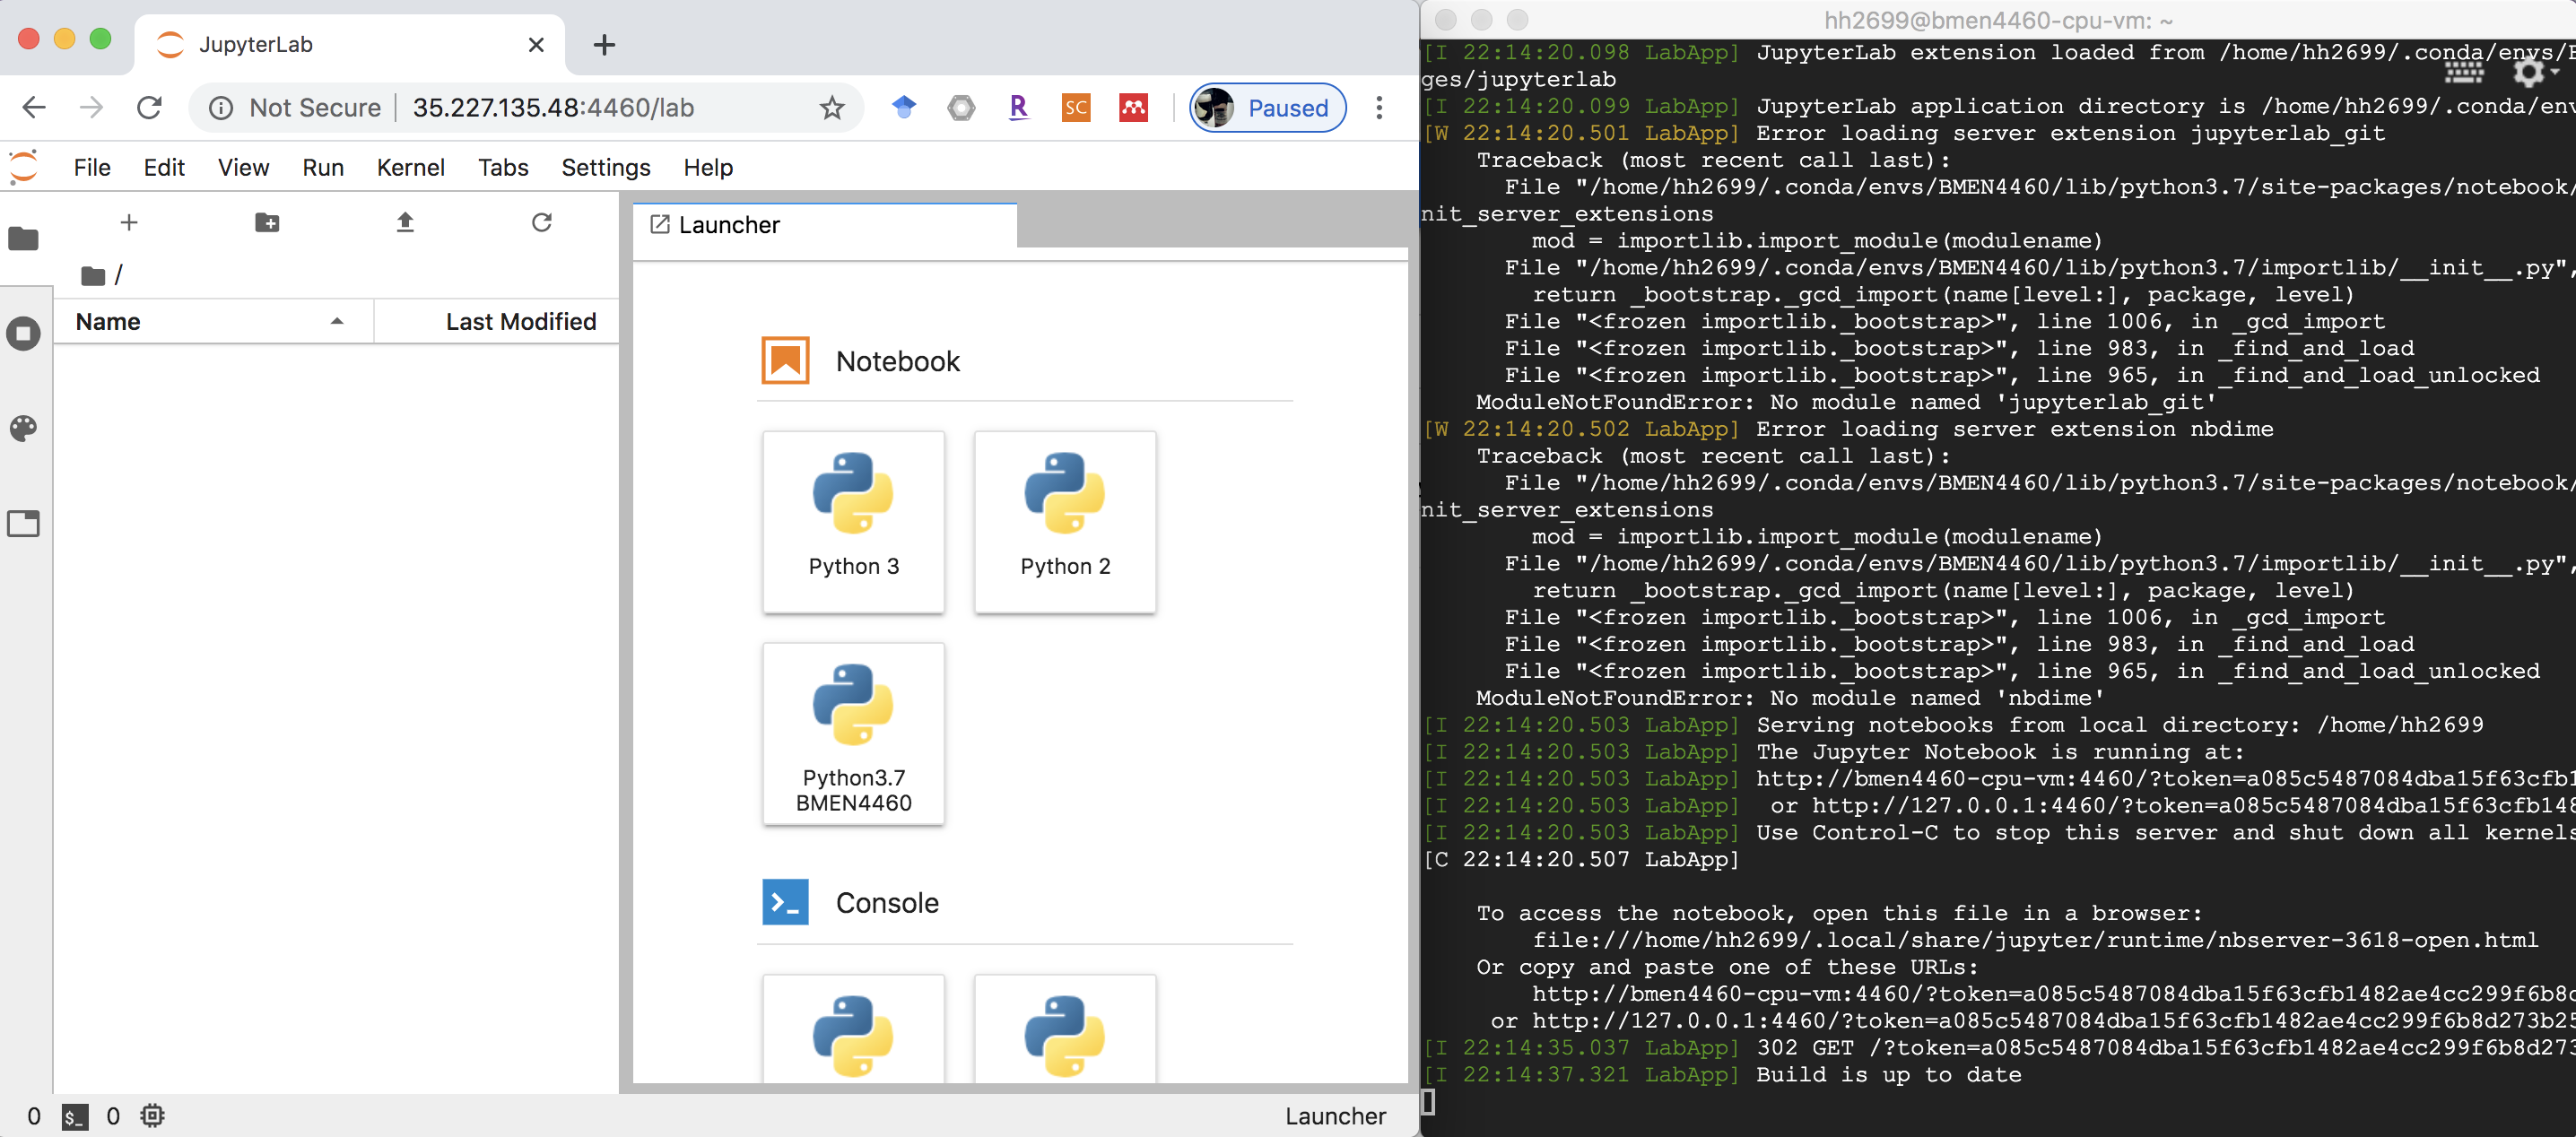 JupyterLab
Not Secure
35.227.135.48:4460/lab
R
SC
Paused
File Edit View Run Kernel Tabs Settings Help
/
Name
Last Modified
Launcher
Notebook
Python 3
Python 2
Python3.7
BMEN4460
Console
0 $_ 0
Launcher
hh2699@bmen4460-cpu-vm: ~
[I 22:14:20.098 LabApp] JupyterLab extension loaded from /home/hh2699/.conda/envs/B
ges/jupyterlab
[I 22:14:20.099 LabApp] JupyterLab application directory is /home/hh2699/.conda/env
[W 22:14:20.501 LabApp] Error loading server extension jupyterlab_git
    Traceback (most recent call last):
      File "/home/hh2699/.conda/envs/BMEN4460/lib/python3.7/site-packages/notebook/
nit_server_extensions
        mod = importlib.import_module(modulename)
      File "/home/hh2699/.conda/envs/BMEN4460/lib/python3.7/importlib/__init__.py",
        return _bootstrap._gcd_import(name[level:], package, level)
      File "<frozen importlib._bootstrap>", line 1006, in _gcd_import
      File "<frozen importlib._bootstrap>", line 983, in _find_and_load
      File "<frozen importlib._bootstrap>", line 965, in _find_and_load_unlocked
    ModuleNotFoundError: No module named 'jupyterlab_git'
[W 22:14:20.502 LabApp] Error loading server extension nbdime
    Traceback (most recent call last):
      File "/home/hh2699/.conda/envs/BMEN4460/lib/python3.7/site-packages/notebook/
nit_server_extensions
        mod = importlib.import_module(modulename)
      File "/home/hh2699/.conda/envs/BMEN4460/lib/python3.7/importlib/__init__.py",
        return _bootstrap._gcd_import(name[level:], package, level)
      File "<frozen importlib._bootstrap>", line 1006, in _gcd_import
      File "<frozen importlib._bootstrap>", line 983, in _find_and_load
      File "<frozen importlib._bootstrap>", line 965, in _find_and_load_unlocked
    ModuleNotFoundError: No module named 'nbdime'
[I 22:14:20.503 LabApp] Serving notebooks from local directory: /home/hh2699
[I 22:14:20.503 LabApp] The Jupyter Notebook is running at:
[I 22:14:20.503 LabApp] http://bmen4460-cpu-vm:4460/?token=a085c5487084dba15f63cfb1
[I 22:14:20.503 LabApp]  or http://127.0.0.1:4460/?token=a085c5487084dba15f63cfb148
[I 22:14:20.503 LabApp] Use Control-C to stop this server and shut down all kernels
[C 22:14:20.507 LabApp]
    To access the notebook, open this file in a browser:
        file:///home/hh2699/.local/share/jupyter/runtime/nbserver-3618-open.html
    Or copy and paste one of these URLs:
        http://bmen4460-cpu-vm:4460/?token=a085c5487084dba15f63cfb1482ae4cc299f6b8d
     or http://127.0.0.1:4460/?token=a085c5487084dba15f63cfb1482ae4cc299f6b8d273b25
[I 22:14:35.037 LabApp] 302 GET /?token=a085c5487084dba15f63cfb1482ae4cc299f6b8d273
[I 22:14:37.321 LabApp] Build is up to date